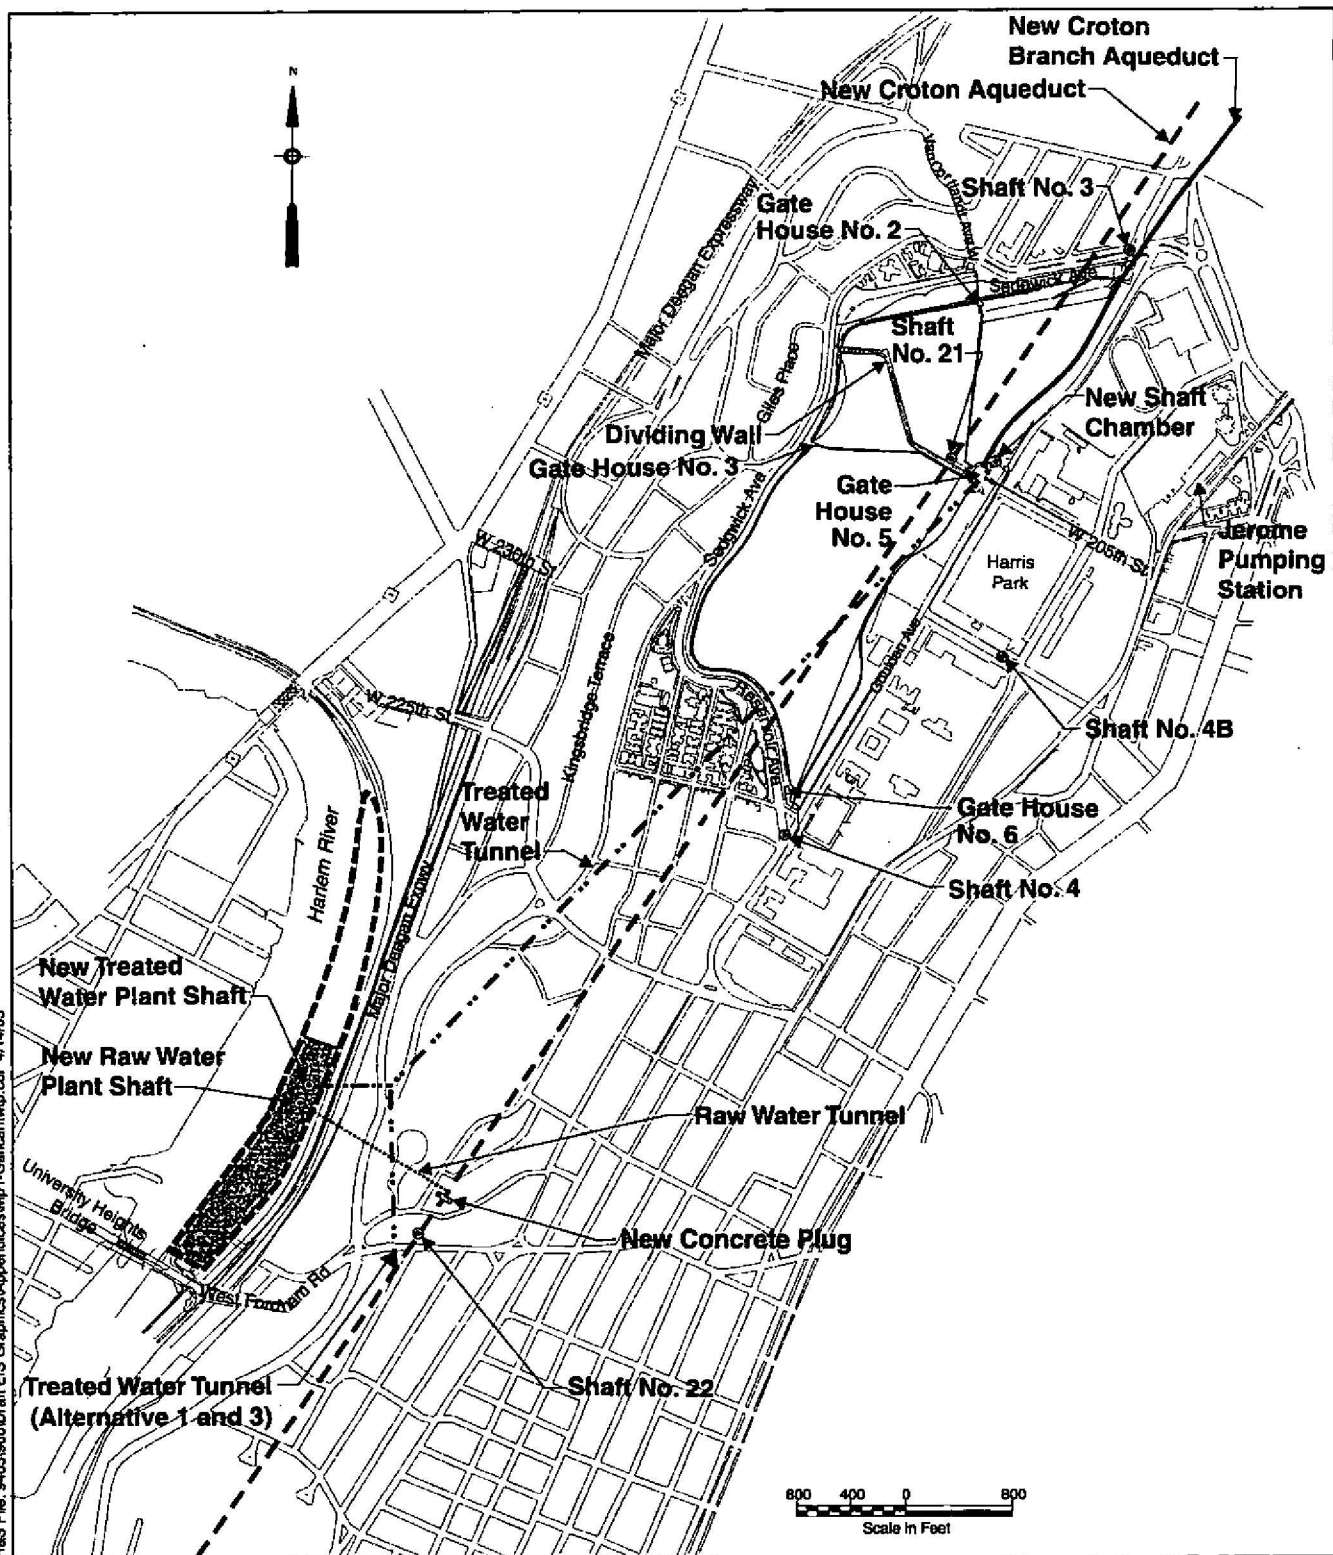 New Croton
Branch Aqueduct
New Croton Aqueduct
N
Shaft No. 3
Gate
House No. 2
Major Deegan Expressway
Sedgwick Ave
Shaft
No. 21
Giles Place
New Shaft
Chamber
Dividing Wall
Gate House No. 3
Gate
House
No. 5
Sedgwick Ave
W 205th St
Jerome
Pumping
Station
Harris
Park
W 238th St
Goulden Ave
Kingsbridge Terrace
W 225th St
Reservoir Ave
Shaft No. 4B
Treated
Water
Tunnel
Gate House
No. 6
Harlem River
Shaft No. 4
Major Deegan Expwy
New Treated
Water Plant Shaft
New Raw Water
Plant Shaft
Raw Water Tunnel
University Heights
Bridge
New Concrete Plug
West Fordham Rd
Treated Water Tunnel
(Alternative 1 and 3)
Shaft No. 22
800 400 0 800
Scale in Feet